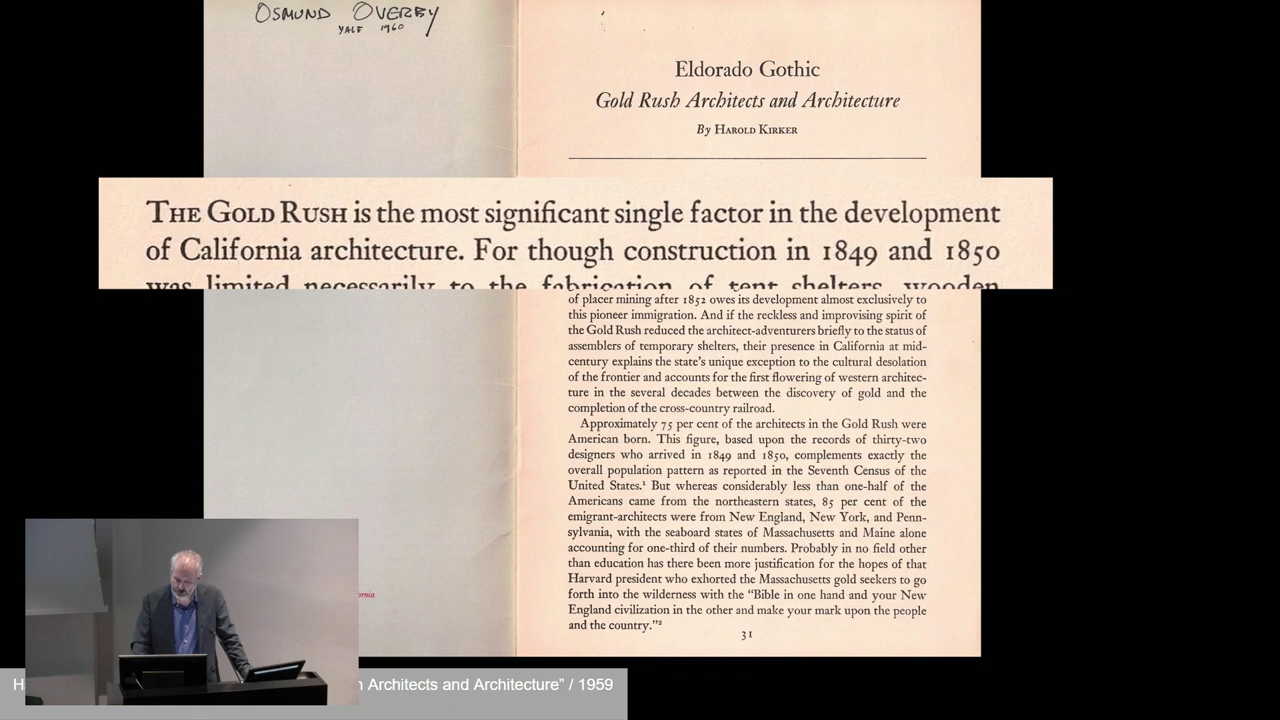 OSMUND OVERBY
YALE 1960
Eldorado Gothic
Gold Rush Architects and Architecture
By HAROLD KIRKER
THE GOLD RUSH is the most significant single factor in the development
of California architecture. For though construction in 1849 and 1850
was limited necessarily to the fabrication of tent shelters, wooden
of placer mining after 1852 owes its development almost exclusively to
this pioneer immigration. And if the reckless and improvising spirit of
the Gold Rush reduced the architect-adventurers briefly to the status of
assemblers of temporary shelters, their presence in California at mid-
century explains the state's unique exception to the cultural desolation
of the frontier and accounts for the first flowering of western architec-
ture in the several decades between the discovery of gold and the
completion of the cross-country railroad.
Approximately 75 per cent of the architects in the Gold Rush were
American born. This figure, based upon the records of thirty-two
designers who arrived in 1849 and 1850, complements exactly the
overall population pattern as reported in the Seventh Census of the
United States.¹ But whereas considerably less than one-half of the
Americans came from the northeastern states, 85 per cent of the
emigrant-architects were from New England, New York, and Penn-
sylvania, with the seaboard states of Massachusetts and Maine alone
accounting for one-third of their numbers. Probably in no field other
than education has there been more justification for the hopes of that
Harvard president who exhorted the Massachusetts gold seekers to go
forth into the wilderness with the “Bible in one hand and your New
England civilization in the other and make your mark upon the people
and the country.”²
31
Architects and Architecture” / 1959